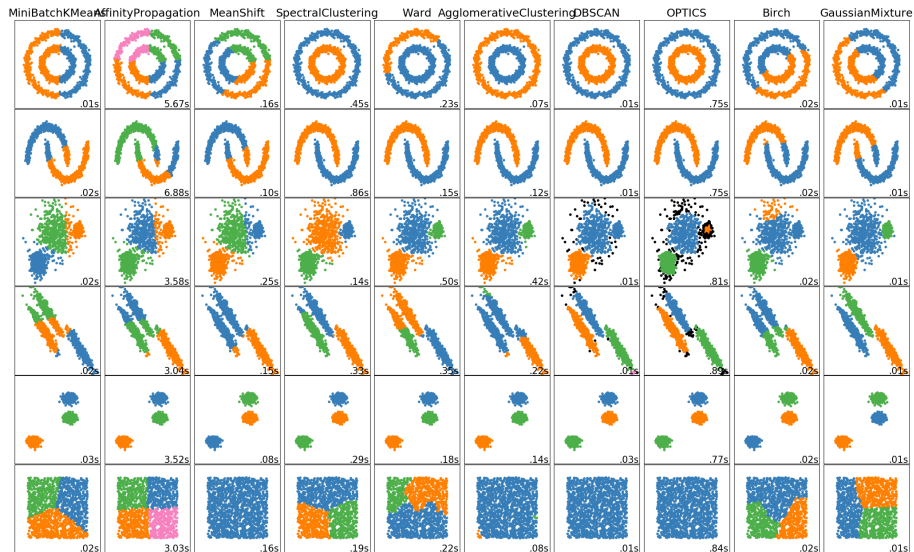 MiniBatchKMeans AffinityPropagation MeanShift SpectralClustering Ward AgglomerativeClustering DBSCAN OPTICS Birch GaussianMixture
.01s 5.67s .16s .45s .23s .07s .01s .75s .02s .01s
.02s 6.88s .10s .86s .15s .12s .01s .75s .02s .01s
.02s 3.58s .25s .14s .50s .42s .01s .81s .02s .01s
.02s 3.04s .15s .33s .35s .22s .01s .02s .01s
.03s 3.52s .08s .29s .18s .14s .03s .77s .02s .01s
.02s 3.03s .16s .19s .22s .08s .01s .84s .02s .01s